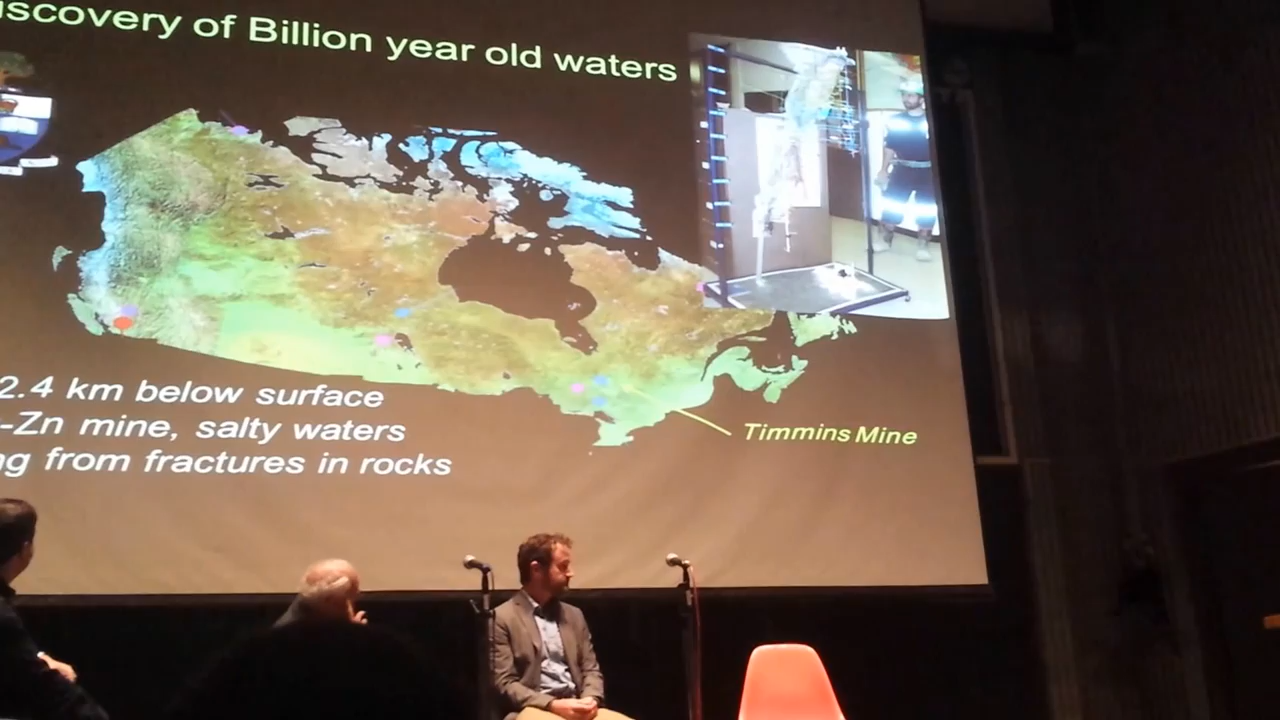 iscovery of Billion year old waters
2.4 km below surface
-Zn mine, salty waters
ng from fractures in rocks
Timmins Mine